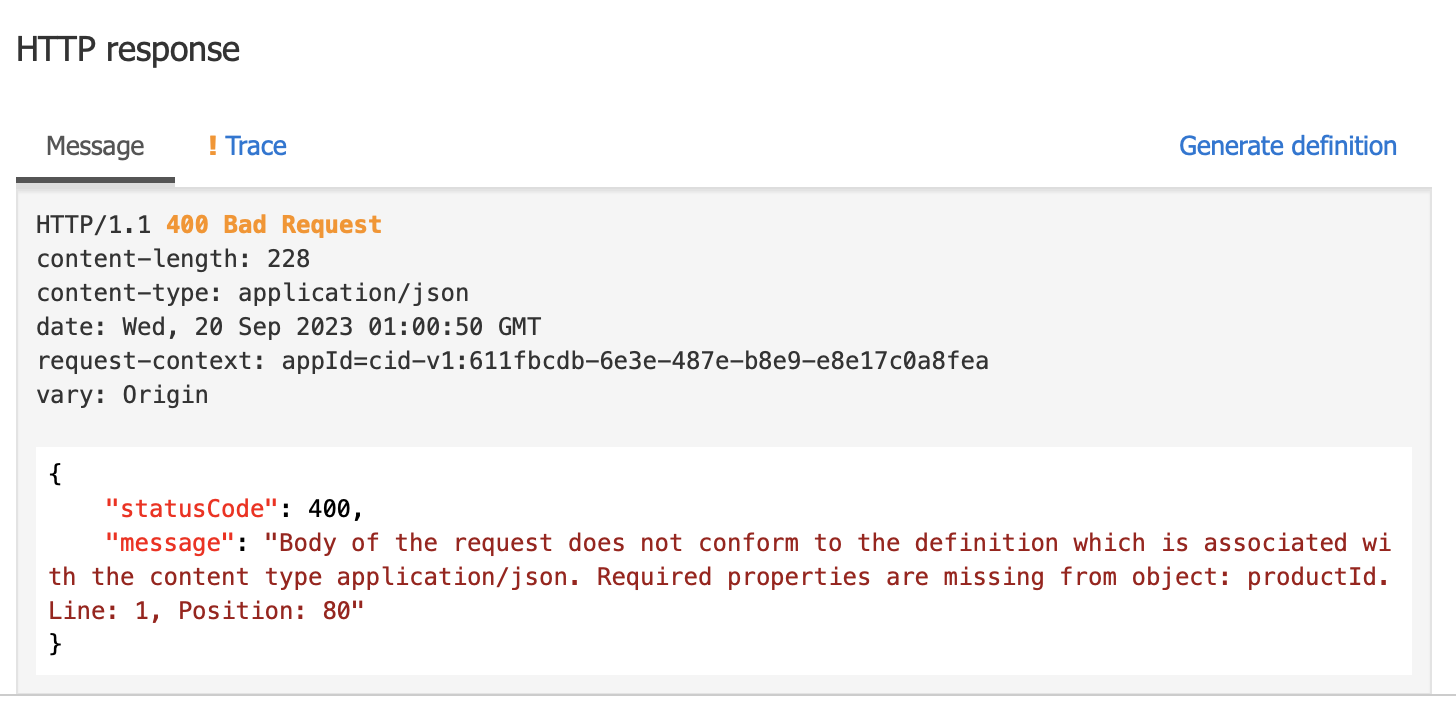 HTTP response
Message
! Trace
Generate definition
HTTP/1.1 400 Bad Request
content-length: 228
content-type: application/json
date: Wed, 20 Sep 2023 01:00:50 GMT
request-context: appId=cid-v1:611fbcdb-6e3e-487e-b8e9-e8e17c0a8fea
vary: Origin
{
"statusCode": 400,
"message": "Body of the request does not conform to the definition which is associated wi
th the content type application/json. Required properties are missing from object: productId.
Line: 1, Position: 80"
}